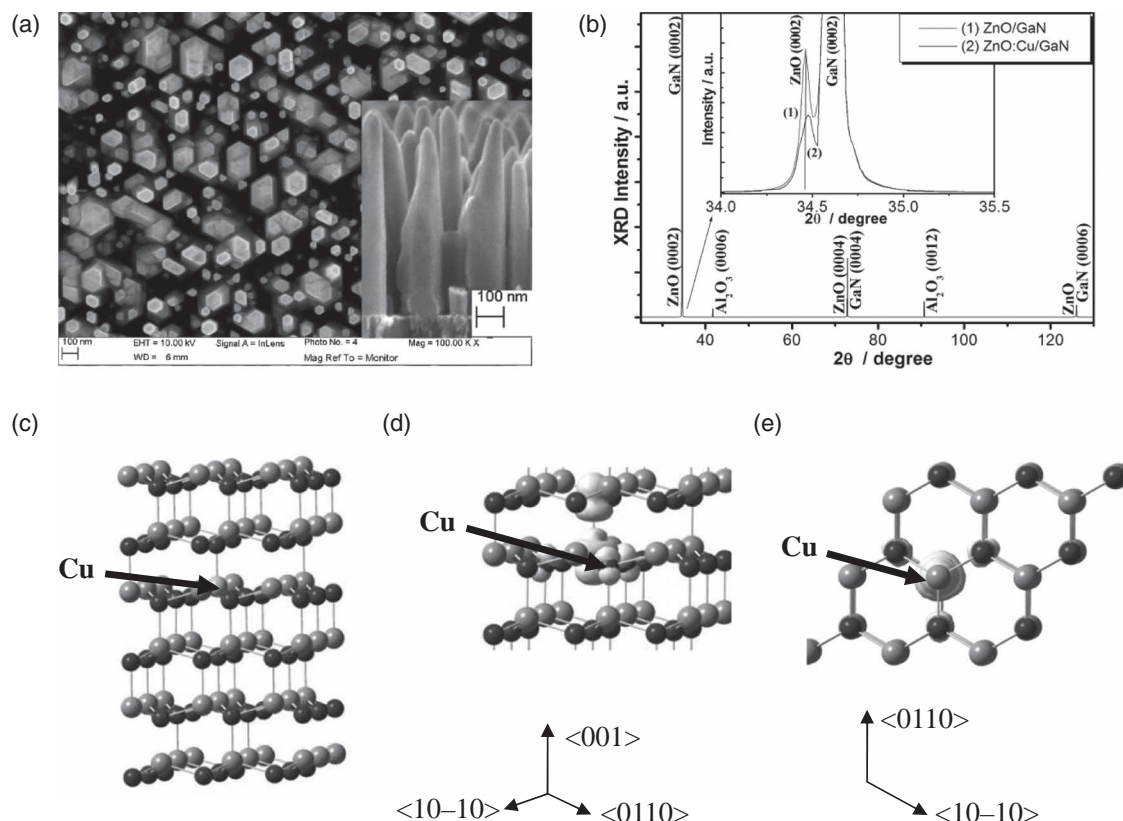 (a)
100 nm
100 nm
EHT = 10.00 kV
WD = 6 mm
Signal A = InLens
Photo No. = 4
Mag Ref To = Monitor
Mag = 100.00 K X
(b)
XRD Intensity / a.u.
GaN (0002)
ZnO (0002)
Al2O3 (0006)
ZnO (0004)
GaN (0004)
Al2O3 (0012)
ZnO
GaN (0006)
40 60 80 100 120
2θ / degree
(1) ZnO/GaN
(2) ZnO:Cu/GaN
Intensity / a.u.
ZnO (0002)
GaN (0002)
(1)
(2)
34.0 34.5 35.0 35.5
2θ / degree
(c)
Cu
(d)
Cu
<001>
<10–10>
<0110>
(e)
Cu
<0110>
<10–10>